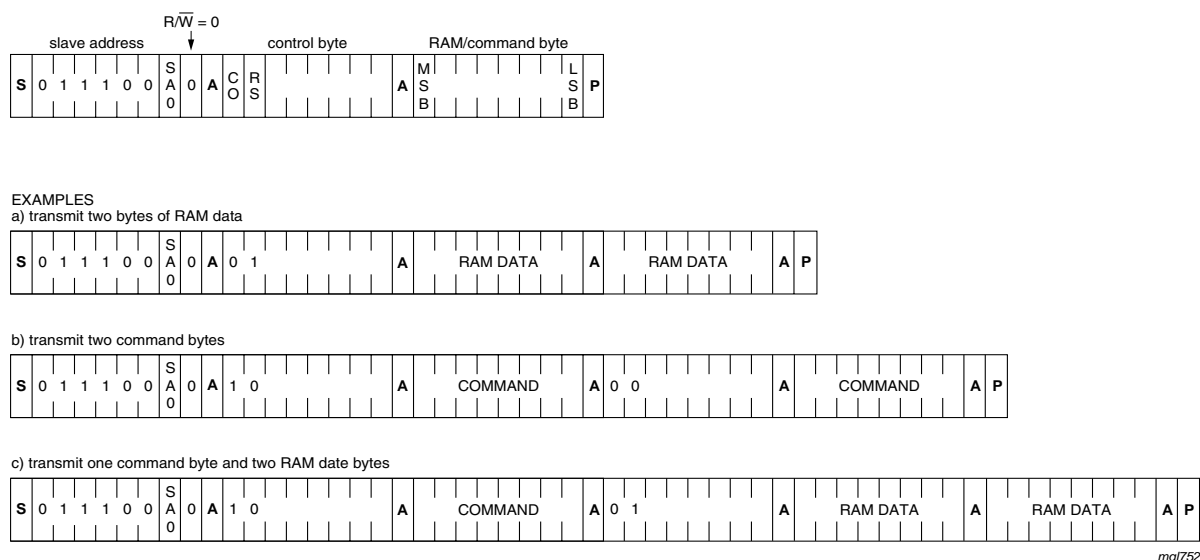 R/W = 0
slave address control byte RAM/command byte
S 0 1 1 1 0 0 SA0 0 A CO RS A MSB LSB P
EXAMPLES
a) transmit two bytes of RAM data
S 0 1 1 1 0 0 SA0 0 A 0 1 A RAM DATA A RAM DATA A P
b) transmit two command bytes
S 0 1 1 1 0 0 SA0 0 A 1 0 A COMMAND A 0 0 A COMMAND A P
c) transmit one command byte and two RAM date bytes
S 0 1 1 1 0 0 SA0 0 A 1 0 A COMMAND A 0 1 A RAM DATA A RAM DATA A P
mgl752